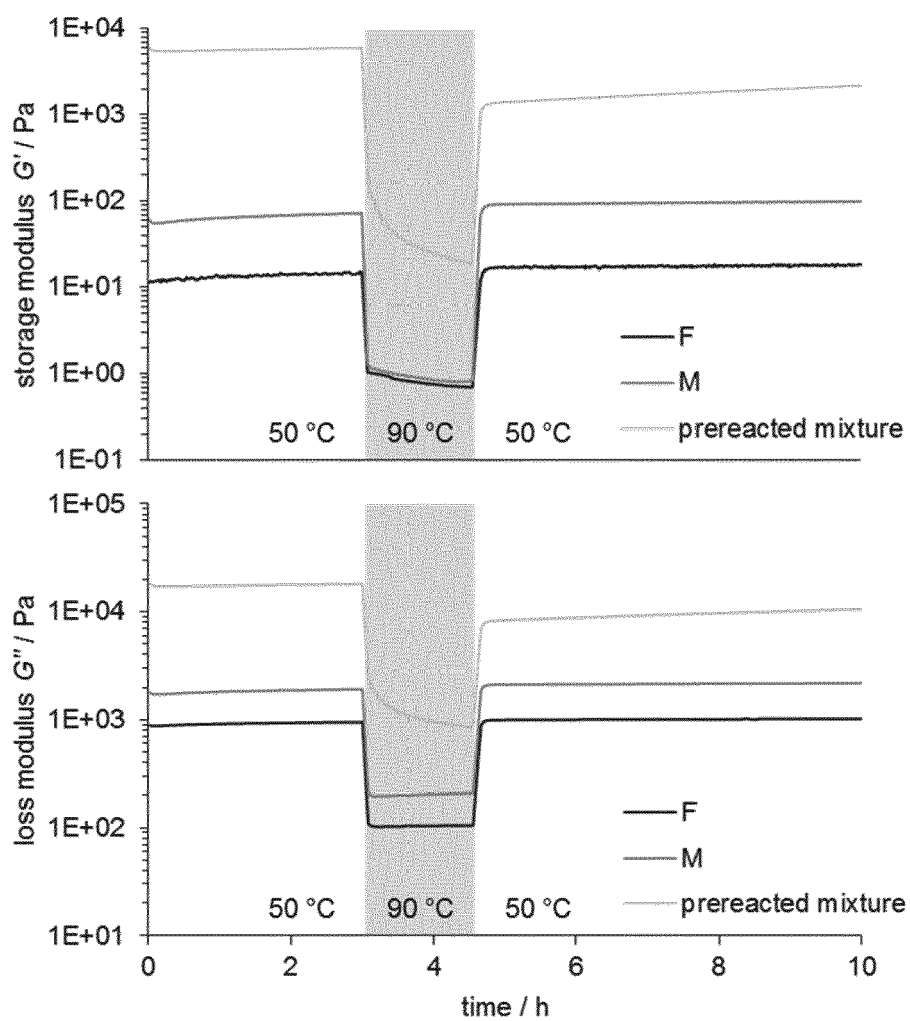 1E+04
1E+03
1E+02
1E+01
1E+00
1E-01
storage modulus G' / Pa
F
M
prereacted mixture
50 °C 90 °C 50 °C
1E+05
1E+04
1E+03
1E+02
1E+01
loss modulus G'' / Pa
F
M
prereacted mixture
50 °C 90 °C 50 °C
0 2 4 6 8 10
time / h